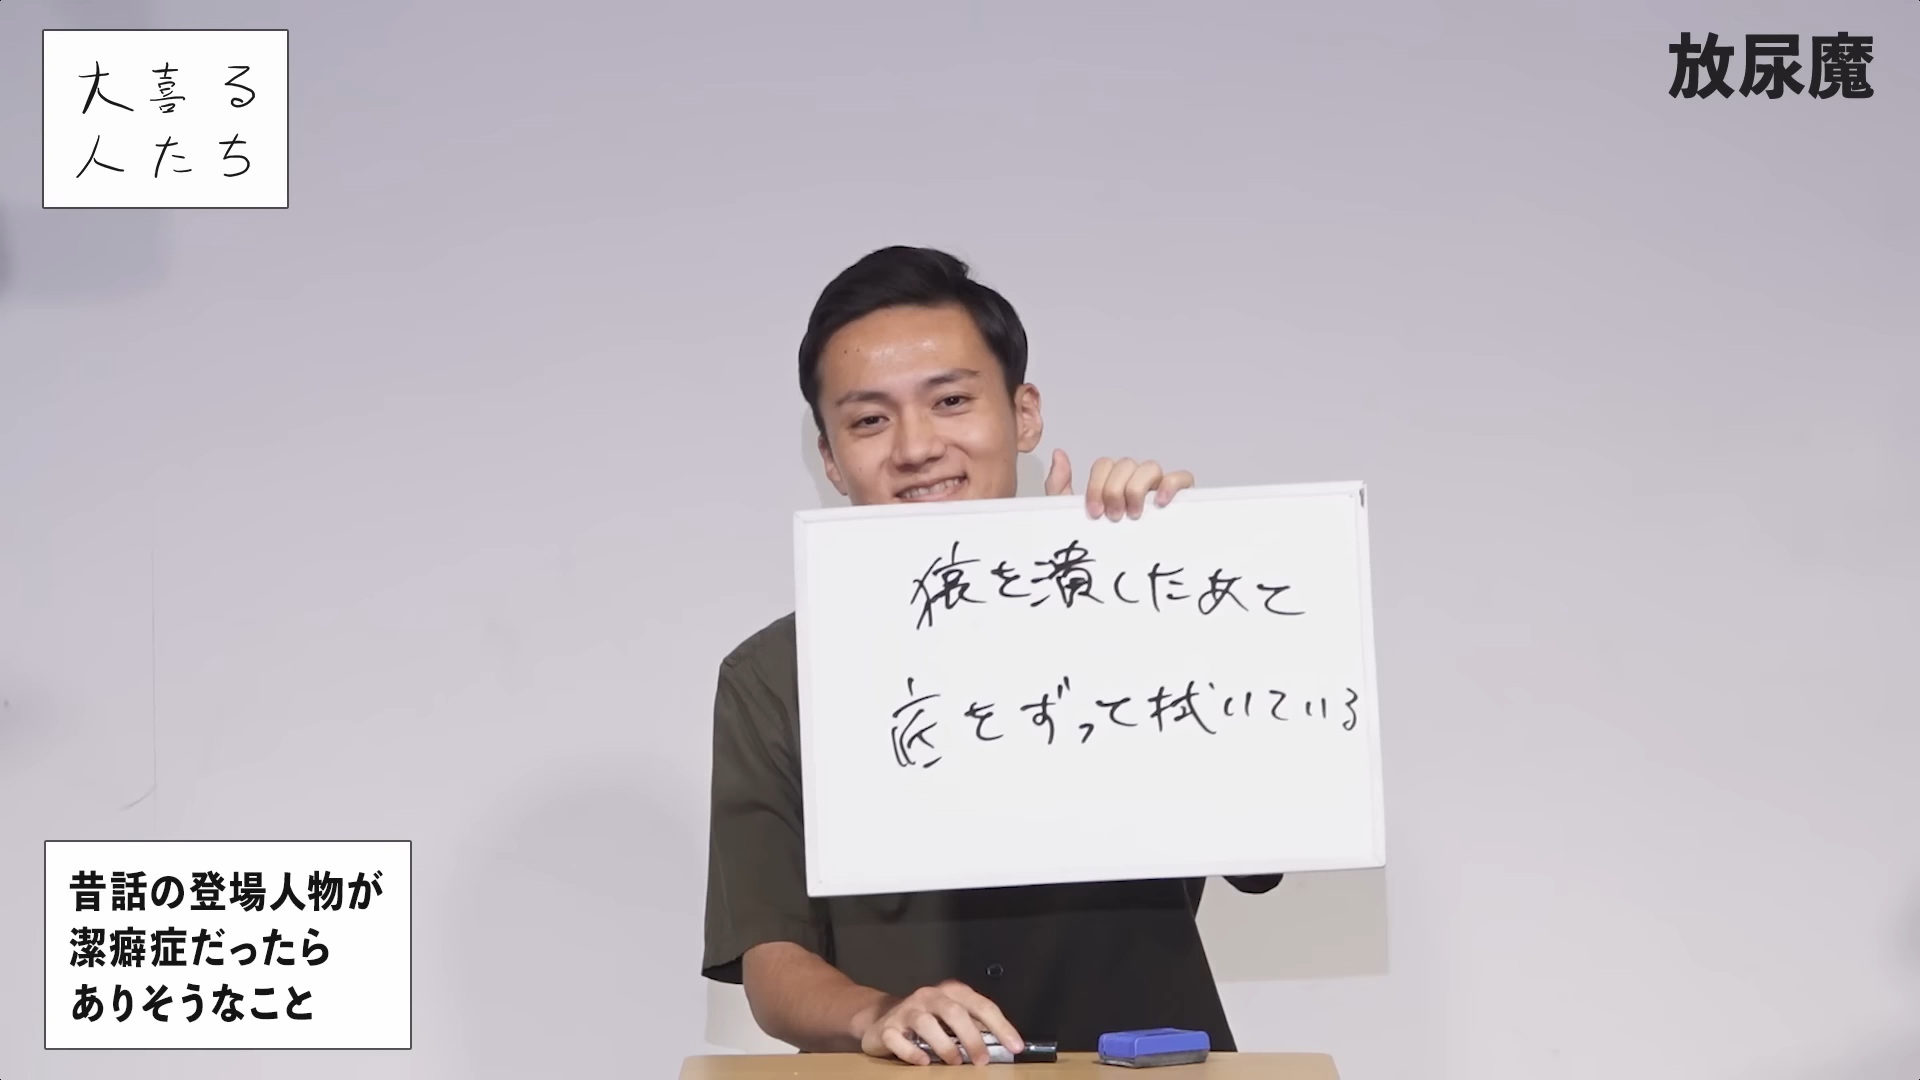 大喜る
人たち
放尿魔
猿を潰したあと
底をずって拭いている
昔話の登場人物が
潔癖症だったら
ありそうなこと